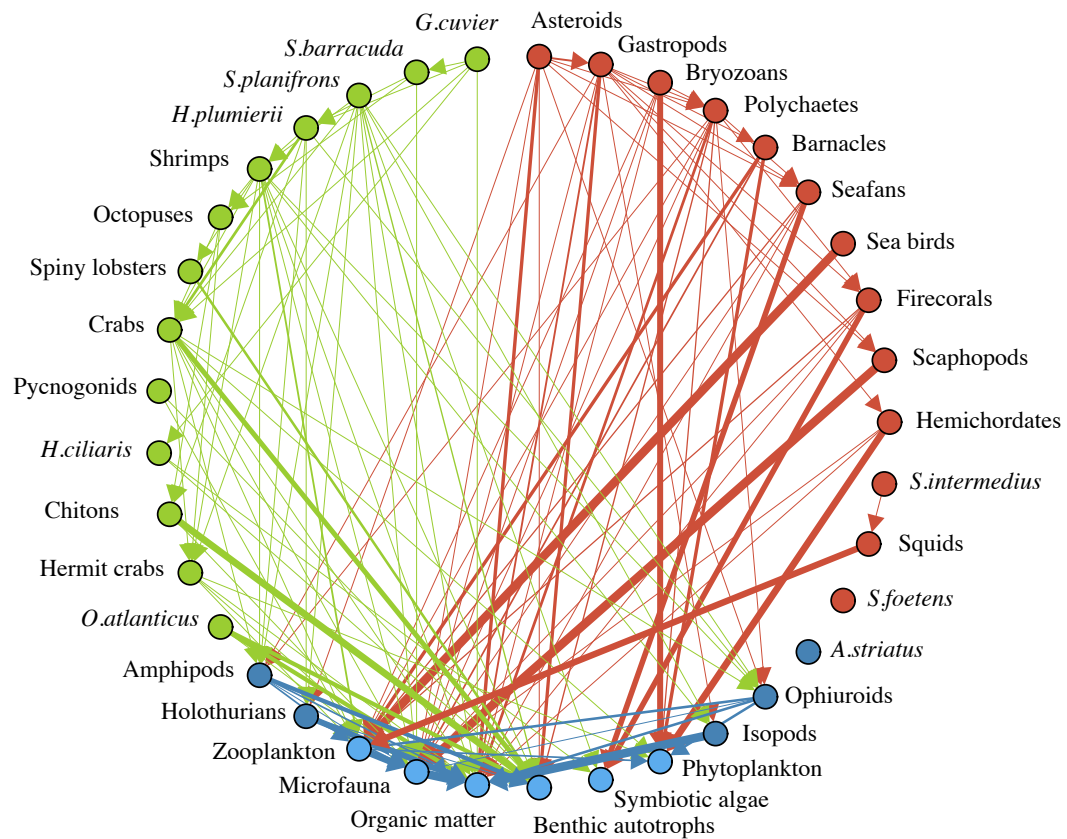 G.cuvier
Asteroids
S.barracuda
Gastropods
S.planifrons
Bryozoans
H.plumierii
Polychaetes
Shrimps
Barnacles
Octopuses
Seafans
Spiny lobsters
Sea birds
Crabs
Firecorals
Pycnogonids
Scaphopods
H.ciliaris
Hemichordates
Chitons
S.intermedius
Hermit crabs
Squids
O.atlanticus
S.foetens
Amphipods
A.striatus
Holothurians
Ophiuroids
Zooplankton
Isopods
Microfauna
Phytoplankton
Organic matter
Symbiotic algae
Benthic autotrophs